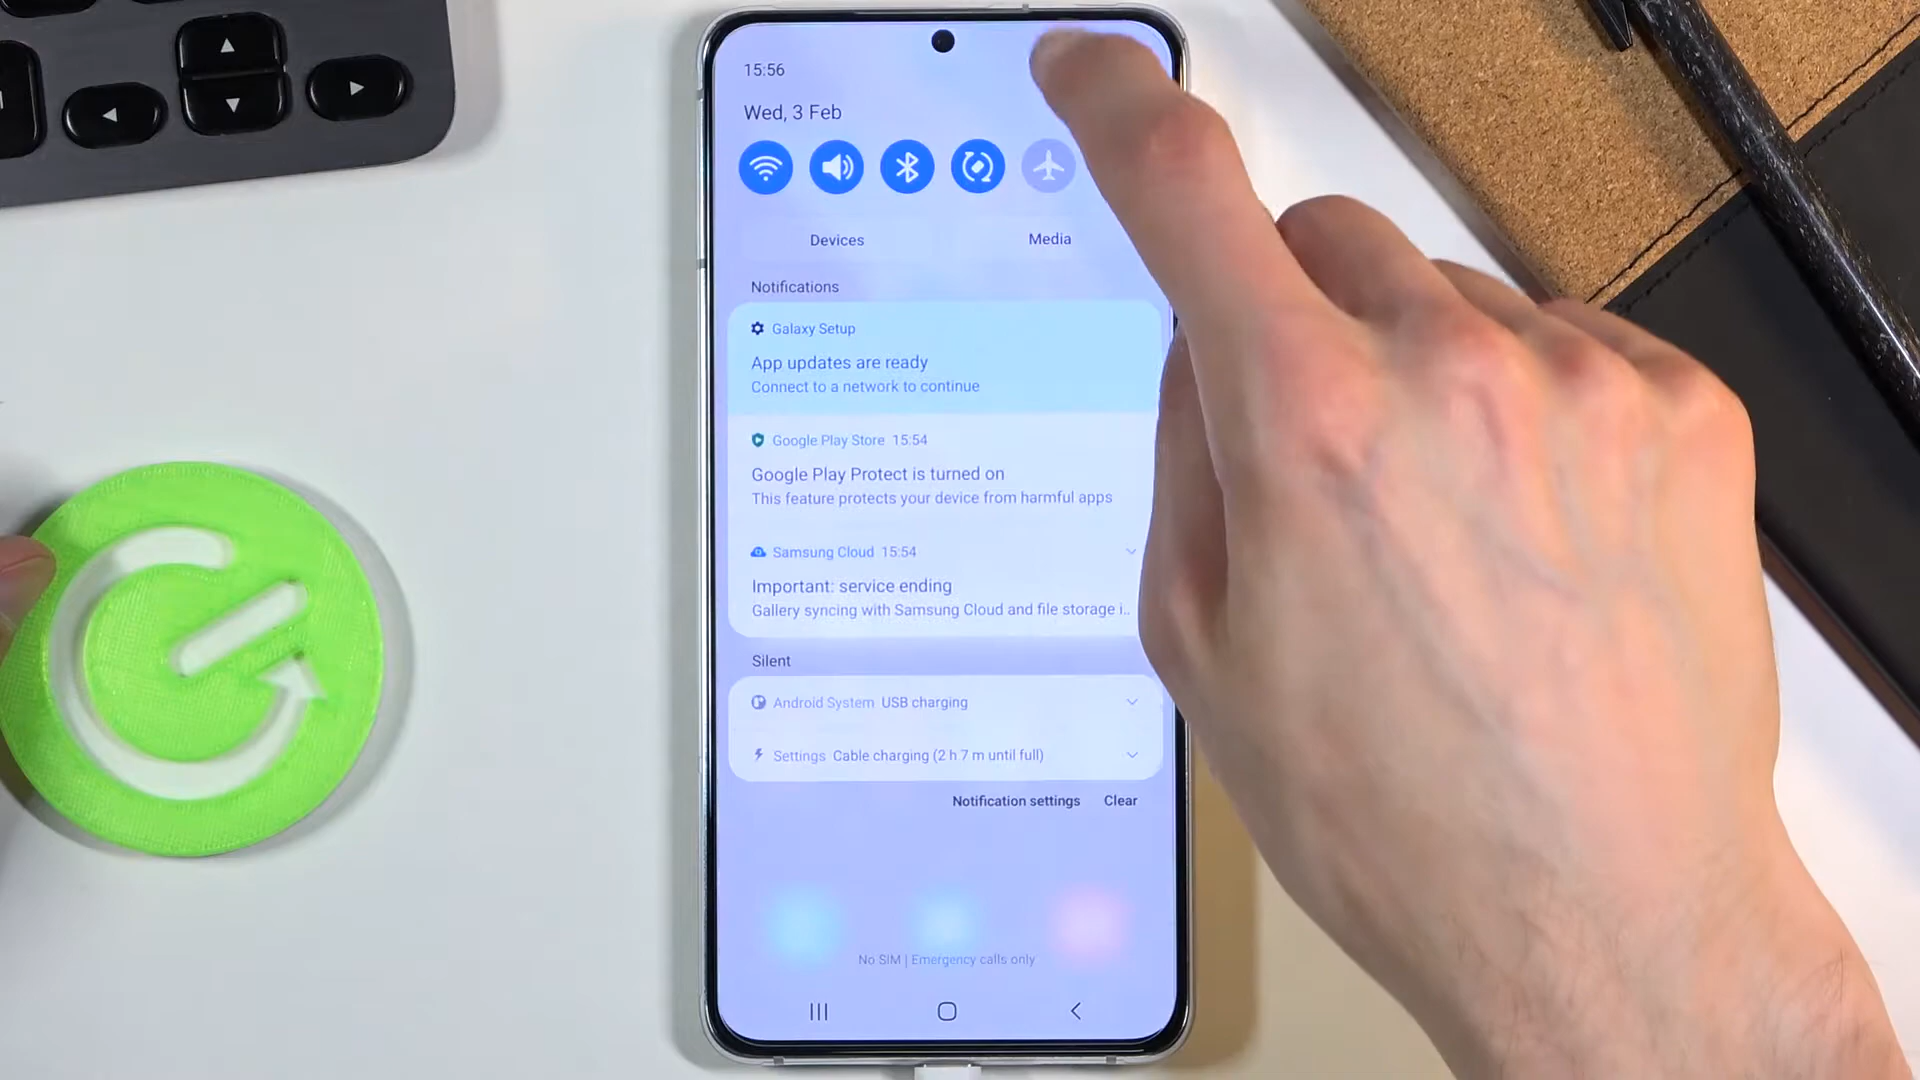 15:56
Wed, 3 Feb
Devices
Media
Notifications
Galaxy Setup
App updates are ready
Connect to a network to continue
Google Play Store 15:54
Google Play Protect is turned on
This feature protects your device from harmful apps
Samsung Cloud 15:54
Important: service ending
Gallery syncing with Samsung Cloud and file storage i..
Silent
Android System USB charging
Settings Cable charging (2 h 7 m until full)
Notification settings Clear
No SIM | Emergency calls only